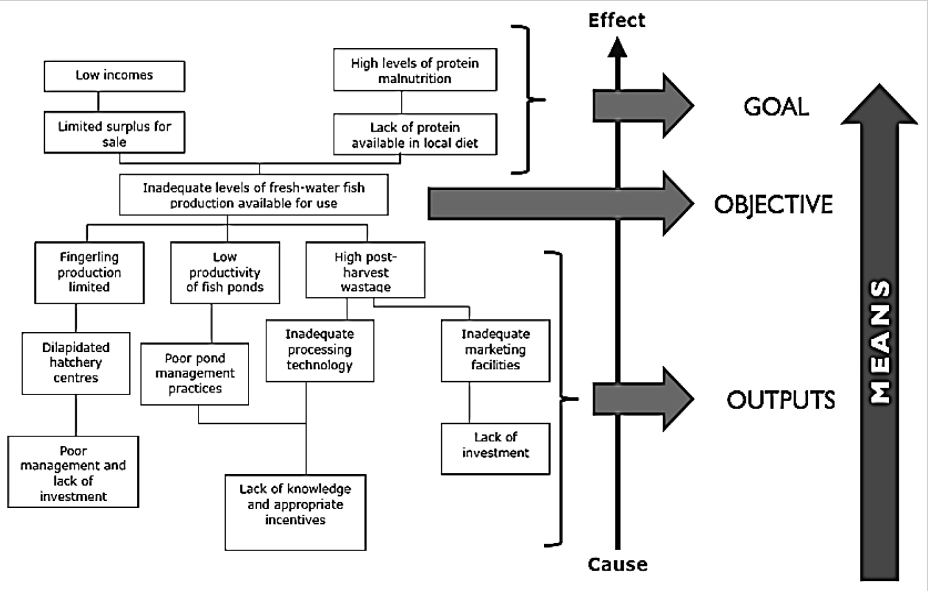 Effect
Low incomes
High levels of protein
malnutrition
GOAL
Limited surplus for
sale
Lack of protein
available in local diet
Inadequate levels of fresh-water fish
production available for use
OBJECTIVE
Fingerling
production
limited
Low
productivity
of fish ponds
High post-
harvest
wastage
Dilapidated
hatchery
centres
Poor pond
management
practices
Inadequate
processing
technology
Inadequate
marketing
facilities
OUTPUTS
MEANS
Poor
management and
lack of
investment
Lack of
investment
Lack of knowledge
and appropriate
incentives
Cause